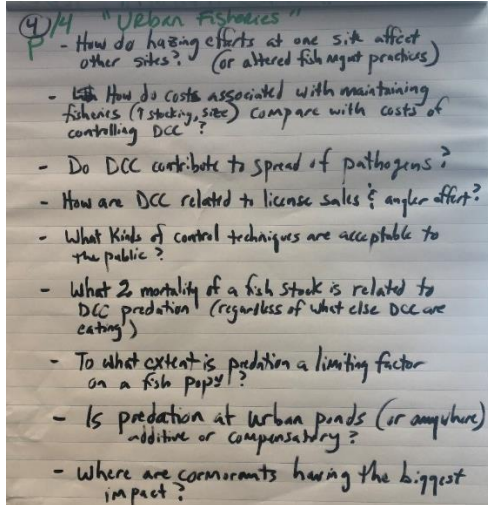 4/4 "Urban Fisheries"
P - How do hazing efforts at one site affect
other sites? (or altered fish mgmt practices)
- How do costs associated with maintaining
fisheries (↑ stocking, size) compare with costs of
controlling DCC?
- Do DCC contribute to spread of pathogens?
- How are DCC related to license sales & angler effort?
- What kinds of control techniques are acceptable to
the public?
- What % mortality of a fish stock is related to
DCC predation (regardless of what else DCC are
eating)
- To what extent is predation a limiting factor
on a fish popn?
- Is predation at urban ponds (or anywhere)
additive or compensatory?
- Where are cormorants having the biggest
impact?